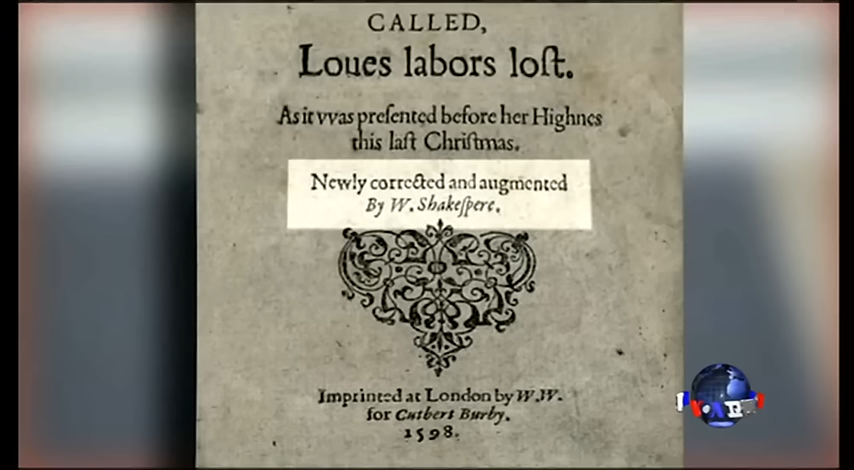 CALLED,
Loues labors loſt.
As it vvas preſented before her Highnes
this laſt Chriſtmas.
Newly corrected and augmented
By W. Shakeſpere.
Imprinted at London by W.W.
for Cutbert Burby.
1598.
VOA